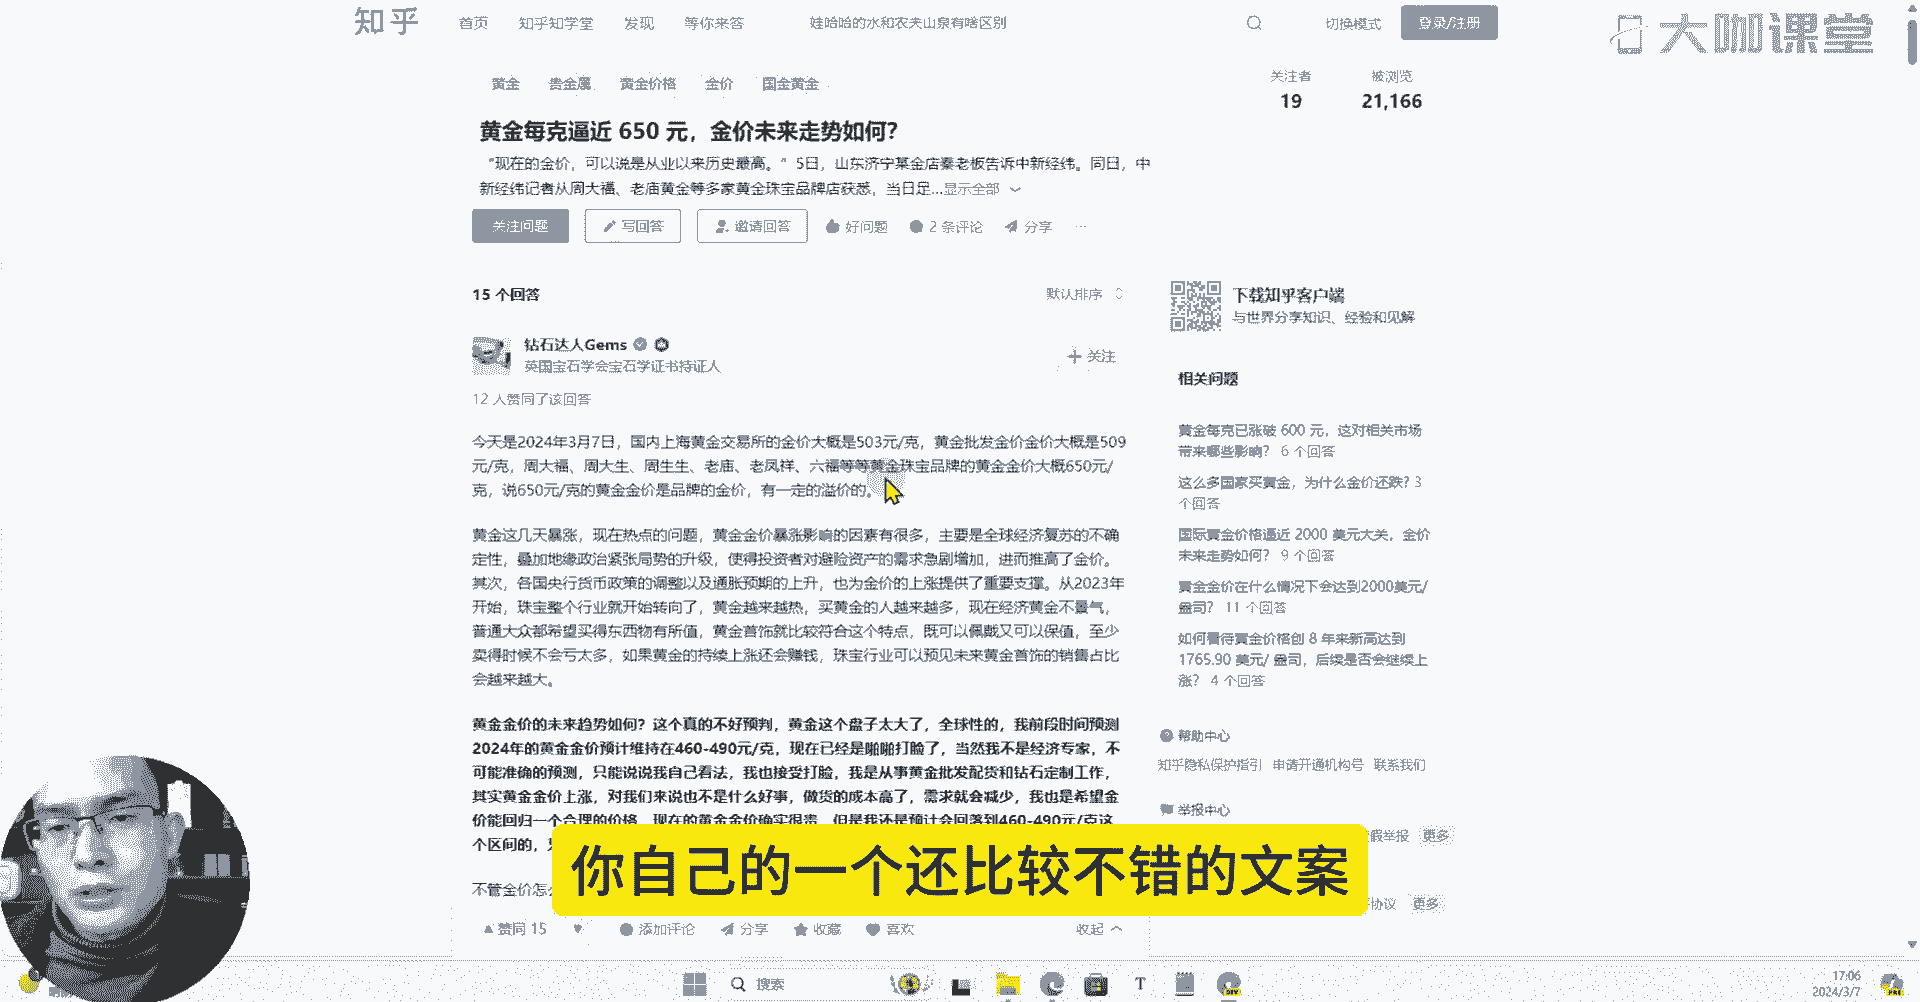 知乎
首页 知乎知学堂 发现 等你来答 娃哈哈的水和农夫山泉有啥区别 切换模式 登录/注册
大咖课堂
黄金 贵金属 黄金价格 金价 国金黄金
关注者 被浏览
19 21,166
黄金每克逼近 650 元，金价未来走势如何？
“现在的金价，可以说是从业以来历史最高。”5日，山东济宁某金店秦老板告诉中新经纬。同日，中
新经纬记者从周大福、老庙黄金等多家黄金珠宝品牌店获悉，当日足...显示全部
关注问题 写回答 邀请回答 好问题 2 条评论 分享 ...
15 个回答 默认排序
钻石达人Gems
英国宝石学会宝石学证书持证人
+ 关注
12 人赞同了该回答
今天是2024年3月7日，国内上海黄金交易所的金价大概是503元/克，黄金批发金价金价大概是509
元/克，周大福、周大生、周生生、老庙、老凤祥、六福等等黄金珠宝品牌的黄金金价大概650元/
克，说650元/克的黄金金价是品牌的金价，有一定的溢价的。
黄金这几天暴涨，现在热点的问题，黄金金价暴涨影响的因素有很多，主要是全球经济复苏的不确
定性，叠加地缘政治紧张局势的升级，使得投资者对避险资产的需求急剧增加，进而推高了金价。
其次，各国央行货币政策的调整以及通胀预期的上升，也为金价的上涨提供了重要支撑。从2023年
开始，珠宝整个行业就开始转向了，黄金越来越热，买黄金的人越来越多，现在经济黄金不景气，
普通大众都希望买得东西物有所值，黄金首饰就比较符合这个特点，既可以佩戴又可以保值，至少
卖得时候不会亏太多，如果黄金的持续上涨还会赚钱，珠宝行业可以预见未来黄金首饰的销售占比
会越来越大。
黄金金价的未来趋势如何？这个真的不好预判，黄金这个盘子太大了，全球性的，我前段时间预测
2024年的黄金金价预计维持在460-490元/克，现在已经是啪啪打脸了，当然我不是经济专家，不
可能准确的预测，只能说说我自己看法，我也接受打脸，我是从事黄金批发配货和钻石定制工作，
其实黄金金价上涨，对我们来说也不是什么好事，做货的成本高了，需求就会减少，我也是希望金
价能回归一个合理的价格，现在的黄金金价确实很贵，但是我还是预计会回落到460-490元/克这
个区间的，
不管金价怎
赞同 15 添加评论 分享 收藏 喜欢 收起
下载知乎客户端
与世界分享知识、经验和见解
相关问题
黄金每克已涨破 600 元，这对相关市场
带来哪些影响？ 6 个回答
这么多国家买黄金，为什么金价还跌？3
个回答
国际黄金价格逼近 2000 美元大关，金价
未来走势如何？ 9 个回答
黄金金价在什么情况下会达到2000美元/
盎司？ 11 个回答
如何看待黄金价格创 8 年来新高达到
1765.90 美元/ 盎司，后续是否会继续上
涨？ 4 个回答
帮助中心
知乎隐私保护指引 申请开通机构号 联系我们
举报中心
假举报 更多
协议 更多
你自己的一个还比较不错的文案
搜索
T
17:06
2024/3/7